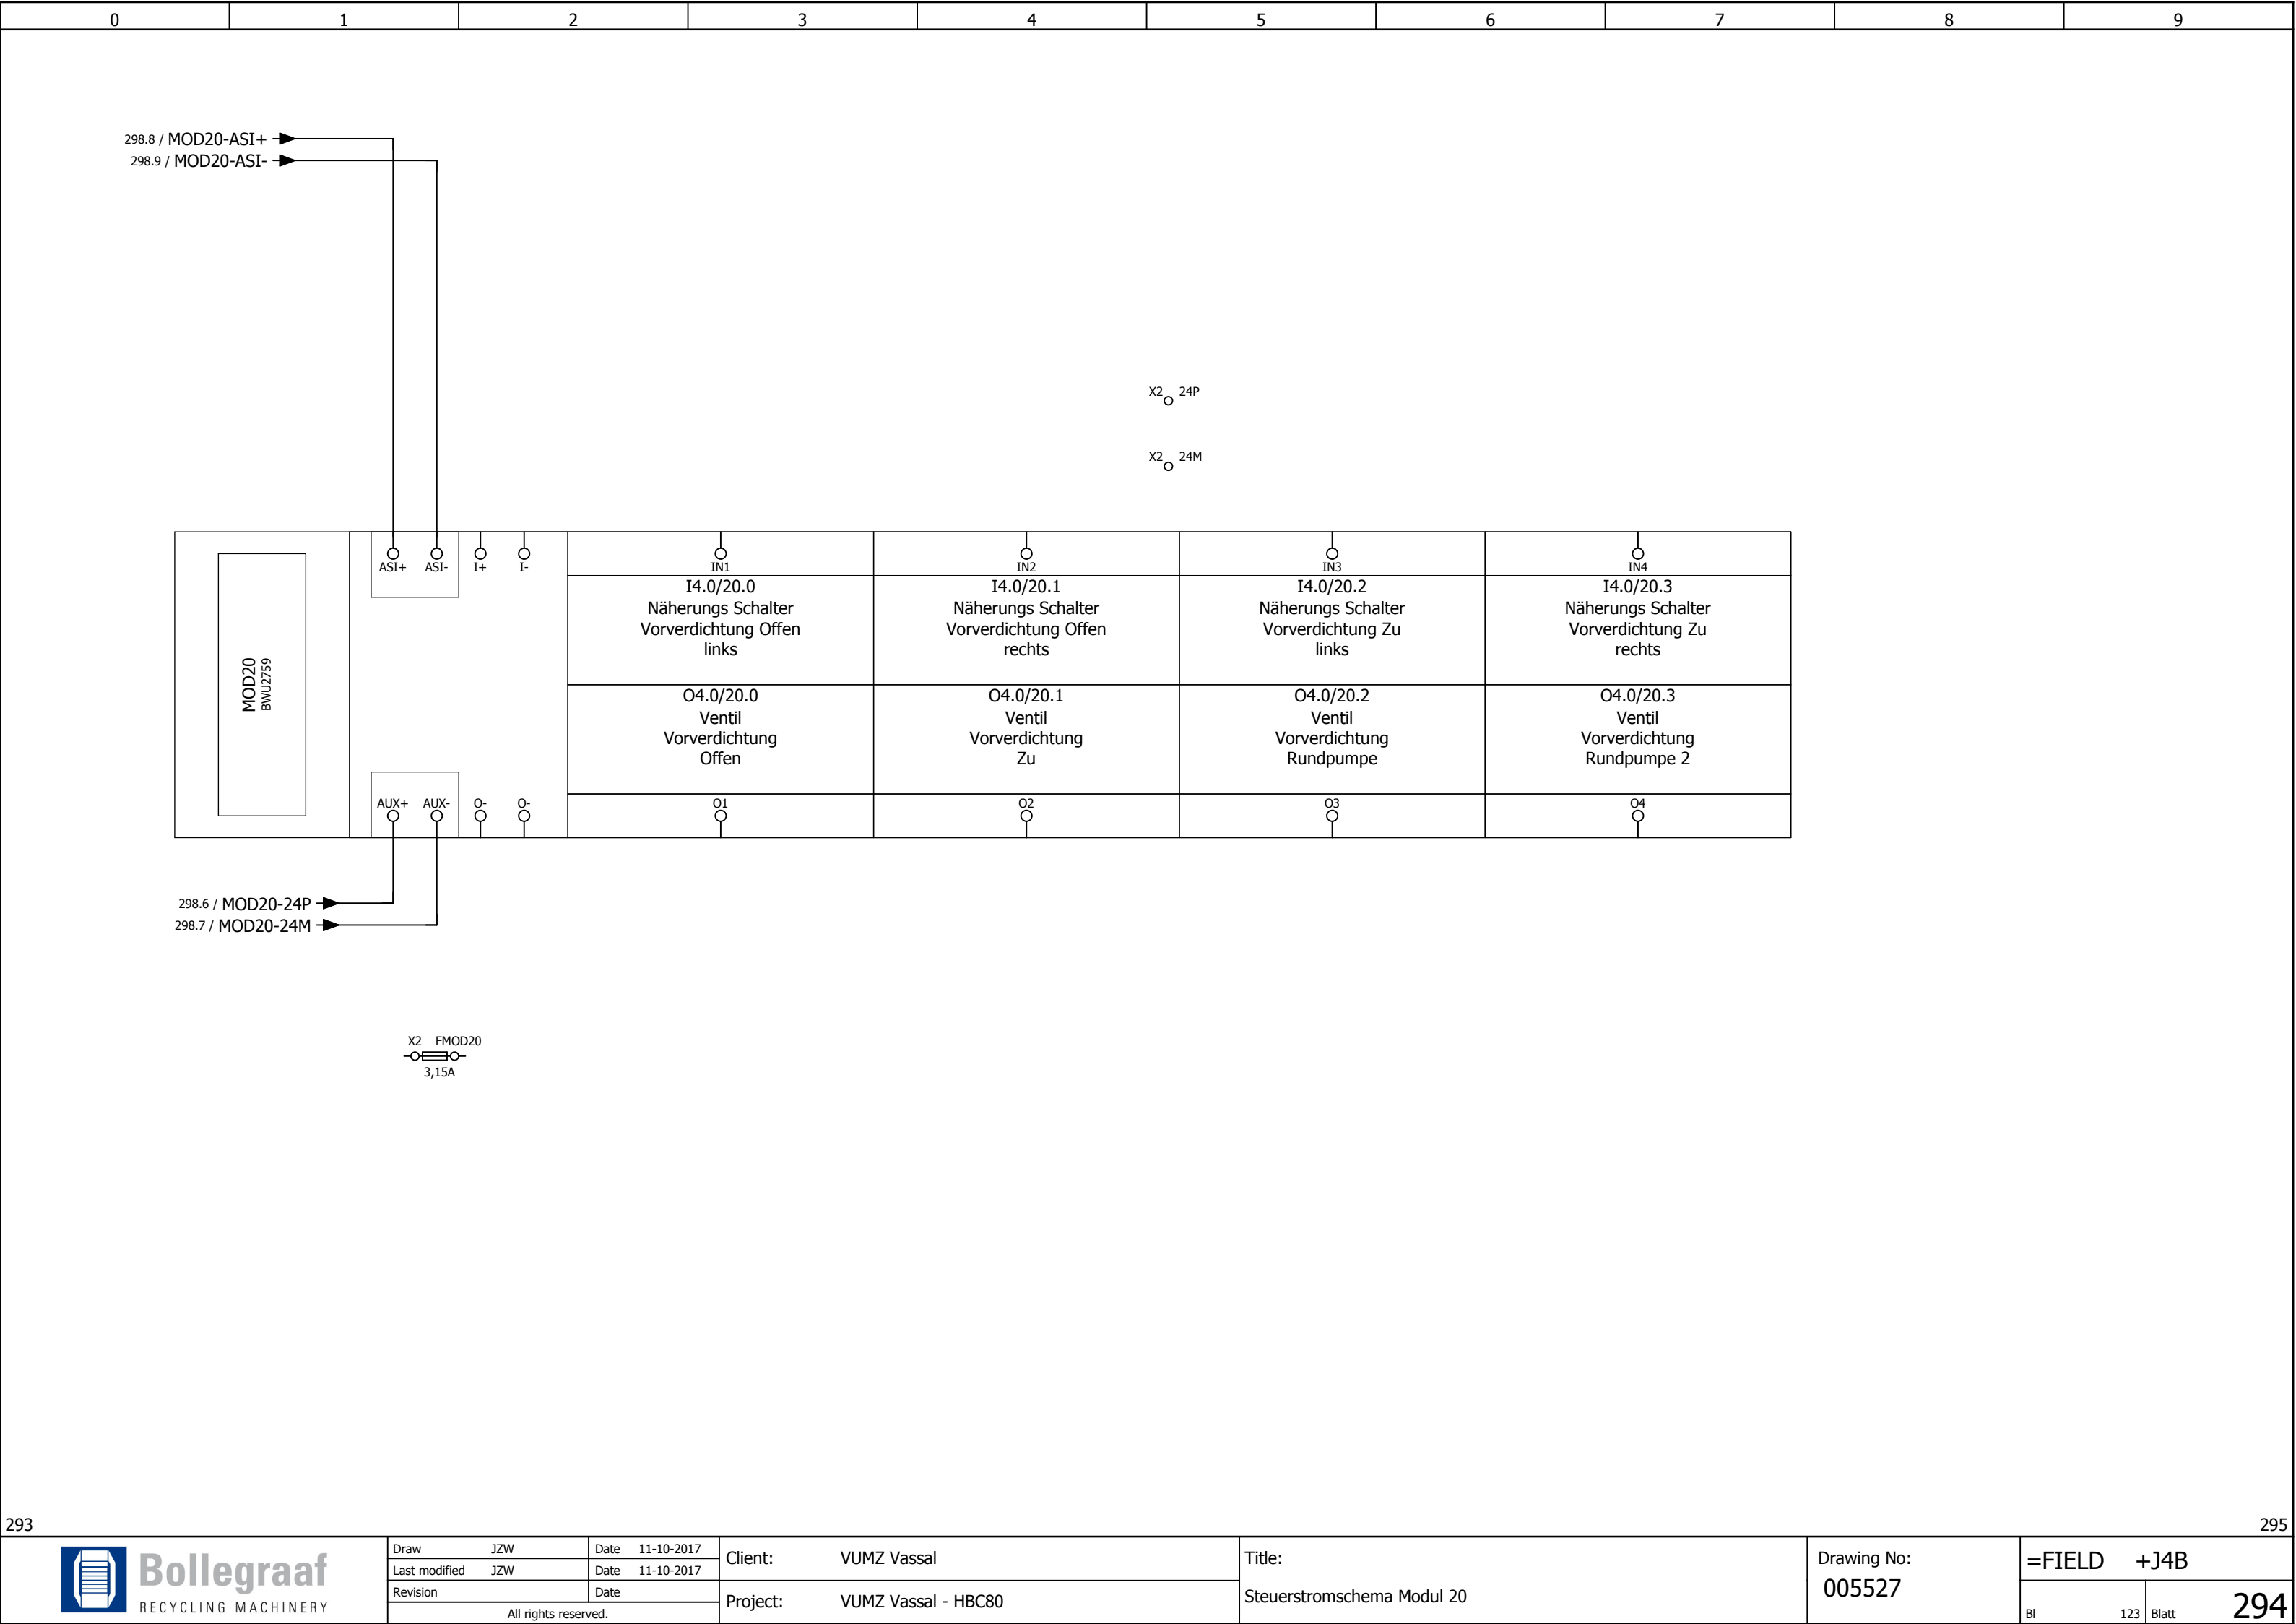 0 1 2 3 4 5 6 7 8 9
298.8 / MOD20-ASI+
298.9 / MOD20-ASI-
X2 24P
X2 24M
ASI+ ASI- I+ I- IN1 IN2 IN3 IN4
MOD20
BWU2759
I4.0/20.0
Näherungs Schalter
Vorverdichtung Offen
links
I4.0/20.1
Näherungs Schalter
Vorverdichtung Offen
rechts
I4.0/20.2
Näherungs Schalter
Vorverdichtung Zu
links
I4.0/20.3
Näherungs Schalter
Vorverdichtung Zu
rechts
O4.0/20.0
Ventil
Vorverdichtung
Offen
O4.0/20.1
Ventil
Vorverdichtung
Zu
O4.0/20.2
Ventil
Vorverdichtung
Rundpumpe
O4.0/20.3
Ventil
Vorverdichtung
Rundpumpe 2
AUX+ AUX- O- O- O1 O2 O3 O4
298.6 / MOD20-24P
298.7 / MOD20-24M
X2 FMOD20
3,15A
293 295
Bollegraaf
RECYCLING MACHINERY
Draw JZW Date 11-10-2017
Last modified JZW Date 11-10-2017
Revision Date
All rights reserved.
Client: VUMZ Vassal
Project: VUMZ Vassal - HBC80
Title:
Steuerstromschema Modul 20
Drawing No:
005527
=FIELD +J4B
Bl 123 Blatt 294